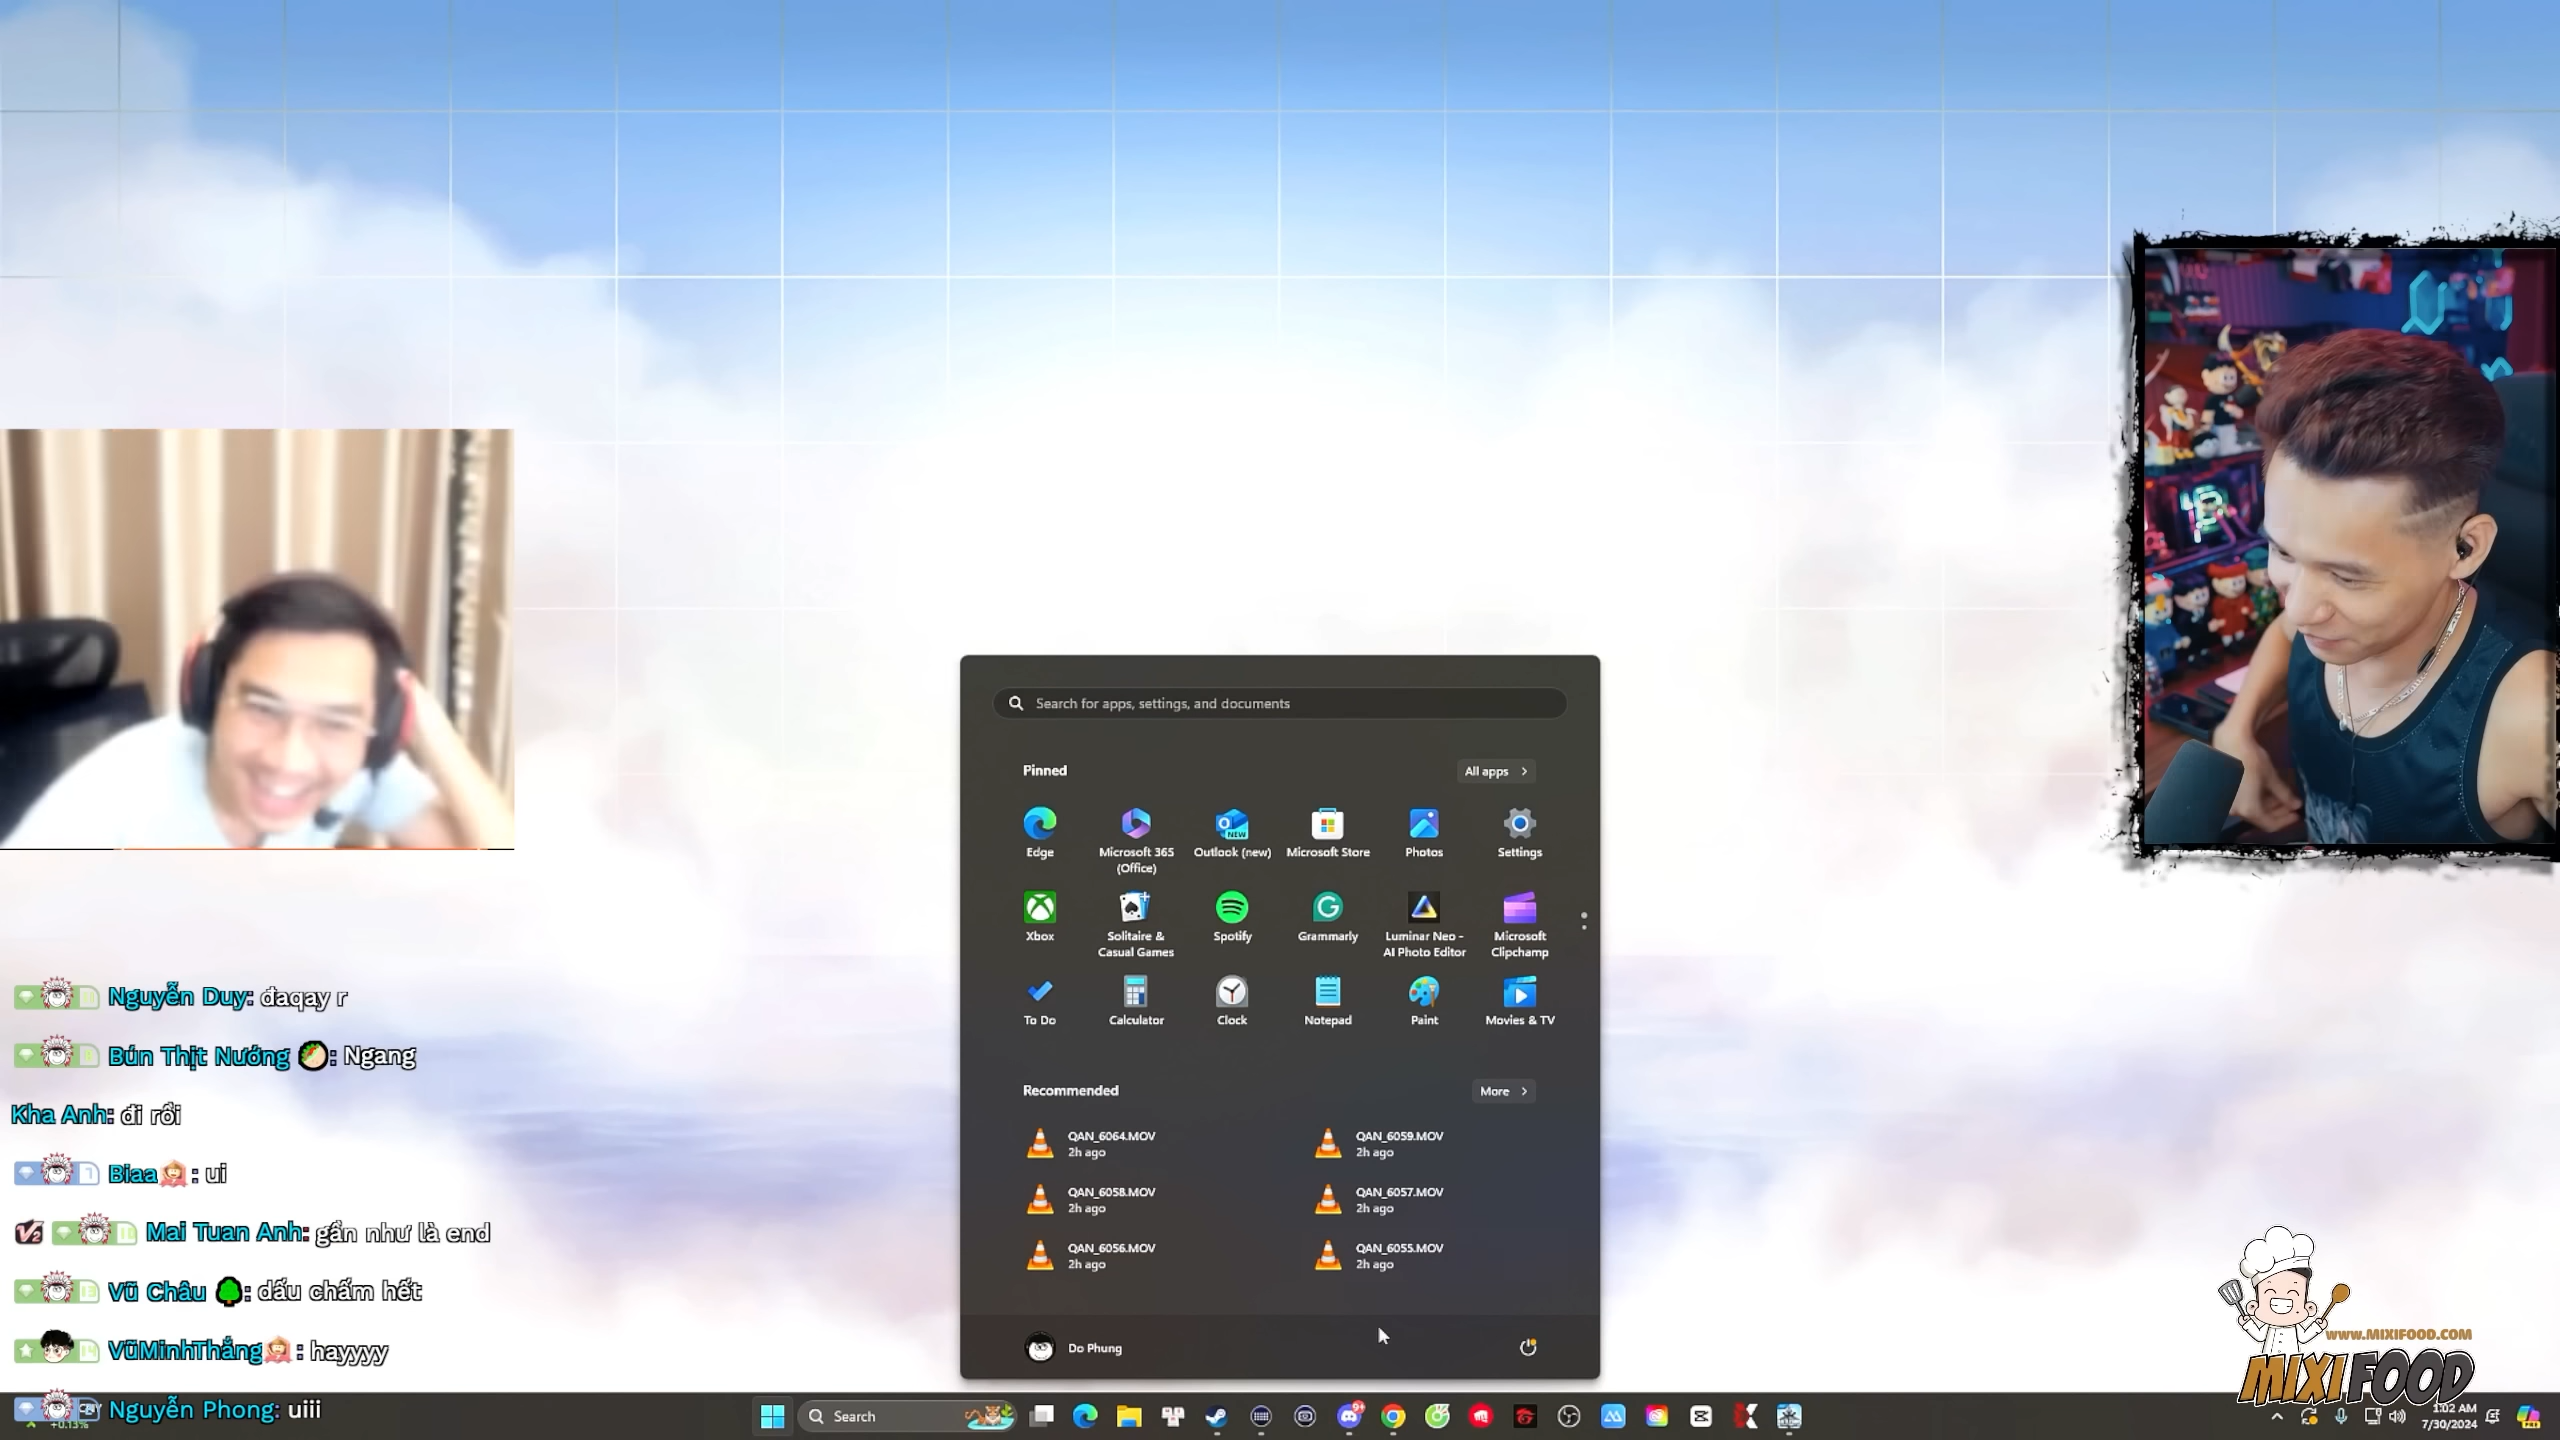 Search for apps, settings, and documents
Pinned
All apps
Edge
Microsoft 365
(Office)
Outlook (new)
Microsoft Store
Photos
Settings
Xbox
Solitaire &
Casual Games
Spotify
Grammarly
Luminar Neo -
AI Photo Editor
Microsoft
Clipchamp
To Do
Calculator
Clock
Notepad
Paint
Movies & TV
Recommended
More
QAN_6064.MOV
2h ago
QAN_6059.MOV
2h ago
QAN_6058.MOV
2h ago
QAN_6057.MOV
2h ago
QAN_6056.MOV
2h ago
QAN_6055.MOV
2h ago
Do Phung
Nguyễn Duy: đaqay r
Bún Thịt Nướng: Ngang
Kha Anh: đi rồi
Biaa: ui
V2 Mai Tuan Anh: gần như là end
Vũ Châu: dấu chấm hết
VũMinhThắng: hayyyy
Nguyễn Phong: uiii
+0.13%
Search
www.MIXIFOOD.COM
MIXIFOOD
1:02 AM
7/30/2024